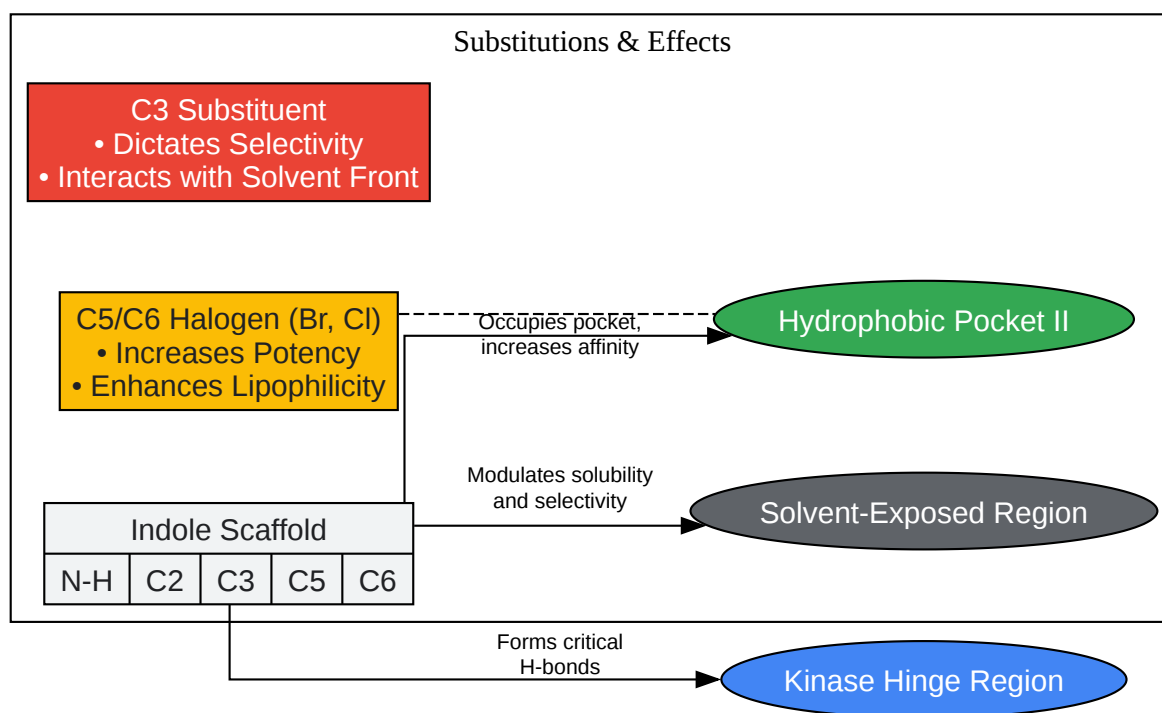 Substitutions & Effects
C3 Substituent
• Dictates Selectivity
• Interacts with Solvent Front
C5/C6 Halogen (Br, Cl)
• Increases Potency
• Enhances Lipophilicity
Occupies pocket,
increases affinity
Hydrophobic Pocket II
Modulates solubility
and selectivity
Solvent-Exposed Region
Indole Scaffold
N-H C2 C3 C5 C6
Forms critical
H-bonds
Kinase Hinge Region